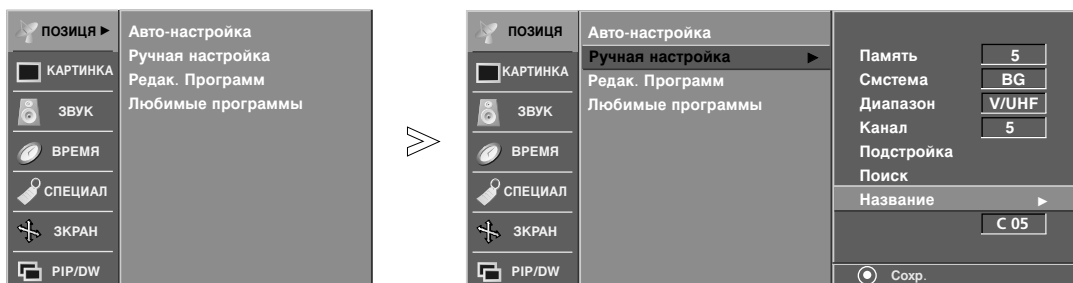 ПОЗИЦЯ ►
КАРТИНКА
ЗВУК
ВРЕМЯ
СПЕЦИАЛ
ЗКРАН
PIP/DW
Авто-настройка
Ручная настройка
Редак. Программ
Любимые программы
ПОЗИЦЯ
КАРТИНКА
ЗВУК
ВРЕМЯ
СПЕЦИАЛ
ЗКРАН
PIP/DW
Авто-настройка
Ручная настройка ►
Редак. Программ
Любимые программы
Память 5
Смстема BG
Диапазон V/UHF
Канал 5
Подстройка
Поиск
Название ►
C 05
Сохр.